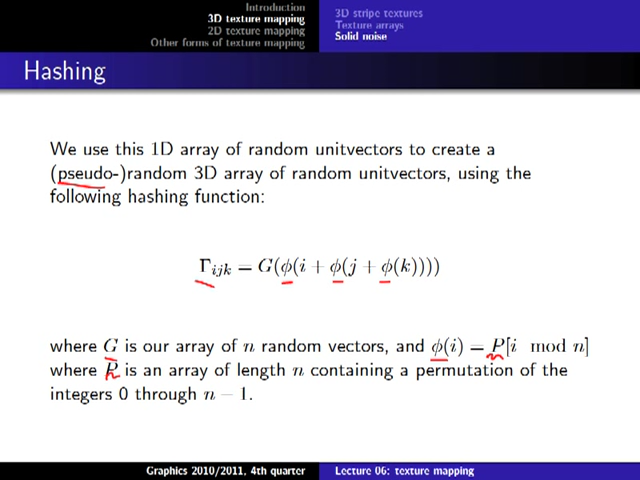 Introduction
3D texture mapping
2D texture mapping
Other forms of texture mapping
3D stripe textures
Texture arrays
Solid noise
Hashing
We use this 1D array of random unitvectors to create a
(pseudo-)random 3D array of random unitvectors, using the
following hashing function:
Γijk = G(ϕ(i + ϕ(j + ϕ(k))))
where G is our array of n random vectors, and ϕ(i) = P[i mod n]
where P is an array of length n containing a permutation of the
integers 0 through n − 1.
Graphics 2010/2011, 4th quarter
Lecture 06: texture mapping